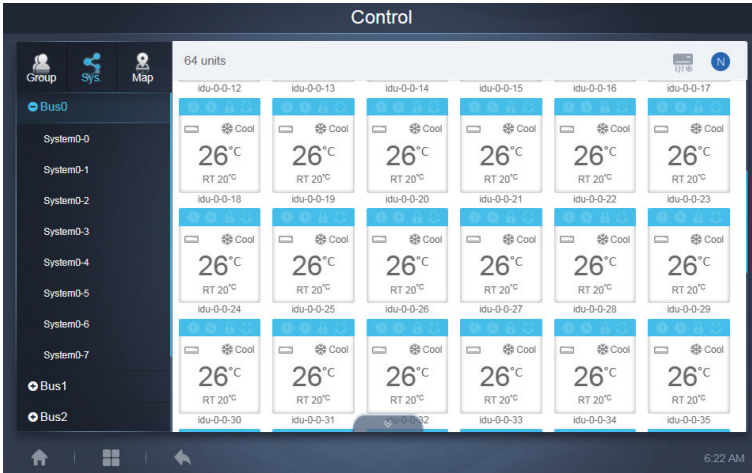 Control
Group Sys. Map
64 units
N
Bus0
System0-0
System0-1
System0-2
System0-3
System0-4
System0-5
System0-6
System0-7
Bus1
Bus2
idu-0-0-12 idu-0-0-13 idu-0-0-14 idu-0-0-15 idu-0-0-16 idu-0-0-17
Cool Cool Cool Cool Cool Cool
26°C 26°C 26°C 26°C 26°C 26°C
RT 20°C RT 20°C RT 20°C RT 20°C RT 20°C RT 20°C
idu-0-0-18 idu-0-0-19 idu-0-0-20 idu-0-0-21 idu-0-0-22 idu-0-0-23
Cool Cool Cool Cool Cool Cool
26°C 26°C 26°C 26°C 26°C 26°C
RT 20°C RT 20°C RT 20°C RT 20°C RT 20°C RT 20°C
idu-0-0-24 idu-0-0-25 idu-0-0-26 idu-0-0-27 idu-0-0-28 idu-0-0-29
Cool Cool Cool Cool Cool Cool
26°C 26°C 26°C 26°C 26°C 26°C
RT 20°C RT 20°C RT 20°C RT 20°C RT 20°C RT 20°C
idu-0-0-30 idu-0-0-31 idu-0-0-32 idu-0-0-33 idu-0-0-34 idu-0-0-35
6:22 AM